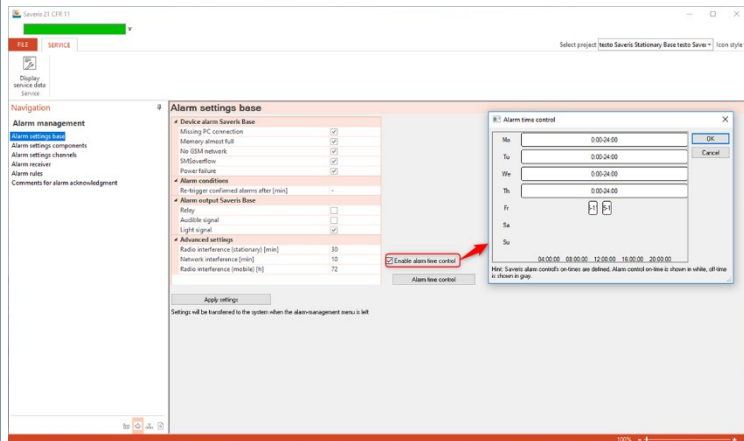 Saveris 21 CFR 11
FILE SERVICE
Select project testo Saveris Stationary Base testo Saver Icon style
Display
service data
Service
Navigation
Alarm management
Alarm settings base
Alarm settings components
Alarm settings channels
Alarm receiver
Alarm rules
Comments for alarm acknowledgment
Alarm settings base
Device alarm Saveris Base
Missing PC connection
Memory almost full
No GSM network
SMSoverflow
Power failure
Alarm conditions
Re-trigger confirmed alarms after [min] -
Alarm output Saveris Base
Relay
Audible signal
Light signal
Advanced settings
Radio interference (stationary) [min] 30
Network interference [min] 10
Radio interference (mobile) [h] 72
Enable alarm time control
Alarm time control
Apply settings
Settings will be transferred to the system when the alarm-management menu is left
Alarm time control
Mo 0:00-24:00
Tu 0:00-24:00
We 0:00-24:00
Th 0:00-24:00
Fr
Sa
Su
04:00:00 08:00:00 12:00:00 16:00:00 20:00:00
OK
Cancel
Hint: Saveris alarm control's on-times are defined. Alarm control on-time is shown in white, off-time
is shown in gray.
100%